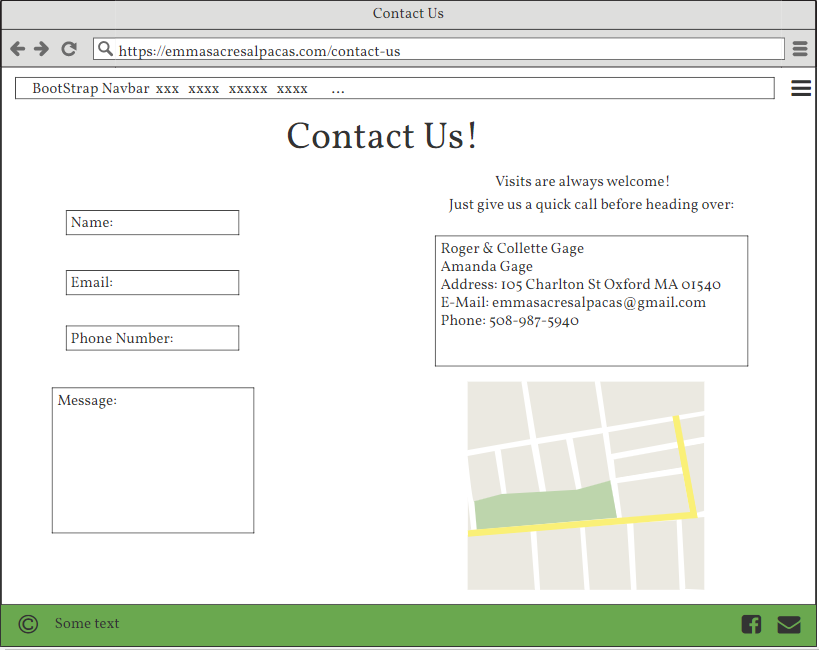 Contact Us
https://emmasacresalpacas.com/contact-us
BootStrap Navbar xxx xxxx xxxxx xxxx ...
Contact Us!
Visits are always welcome!
Just give us a quick call before heading over:
Name:
Email:
Phone Number:
Message:
Roger & Collette Gage
Amanda Gage
Address: 105 Charlton St Oxford MA 01540
E-Mail: emmasacresalpacas@gmail.com
Phone: 508-987-5940
© Some text